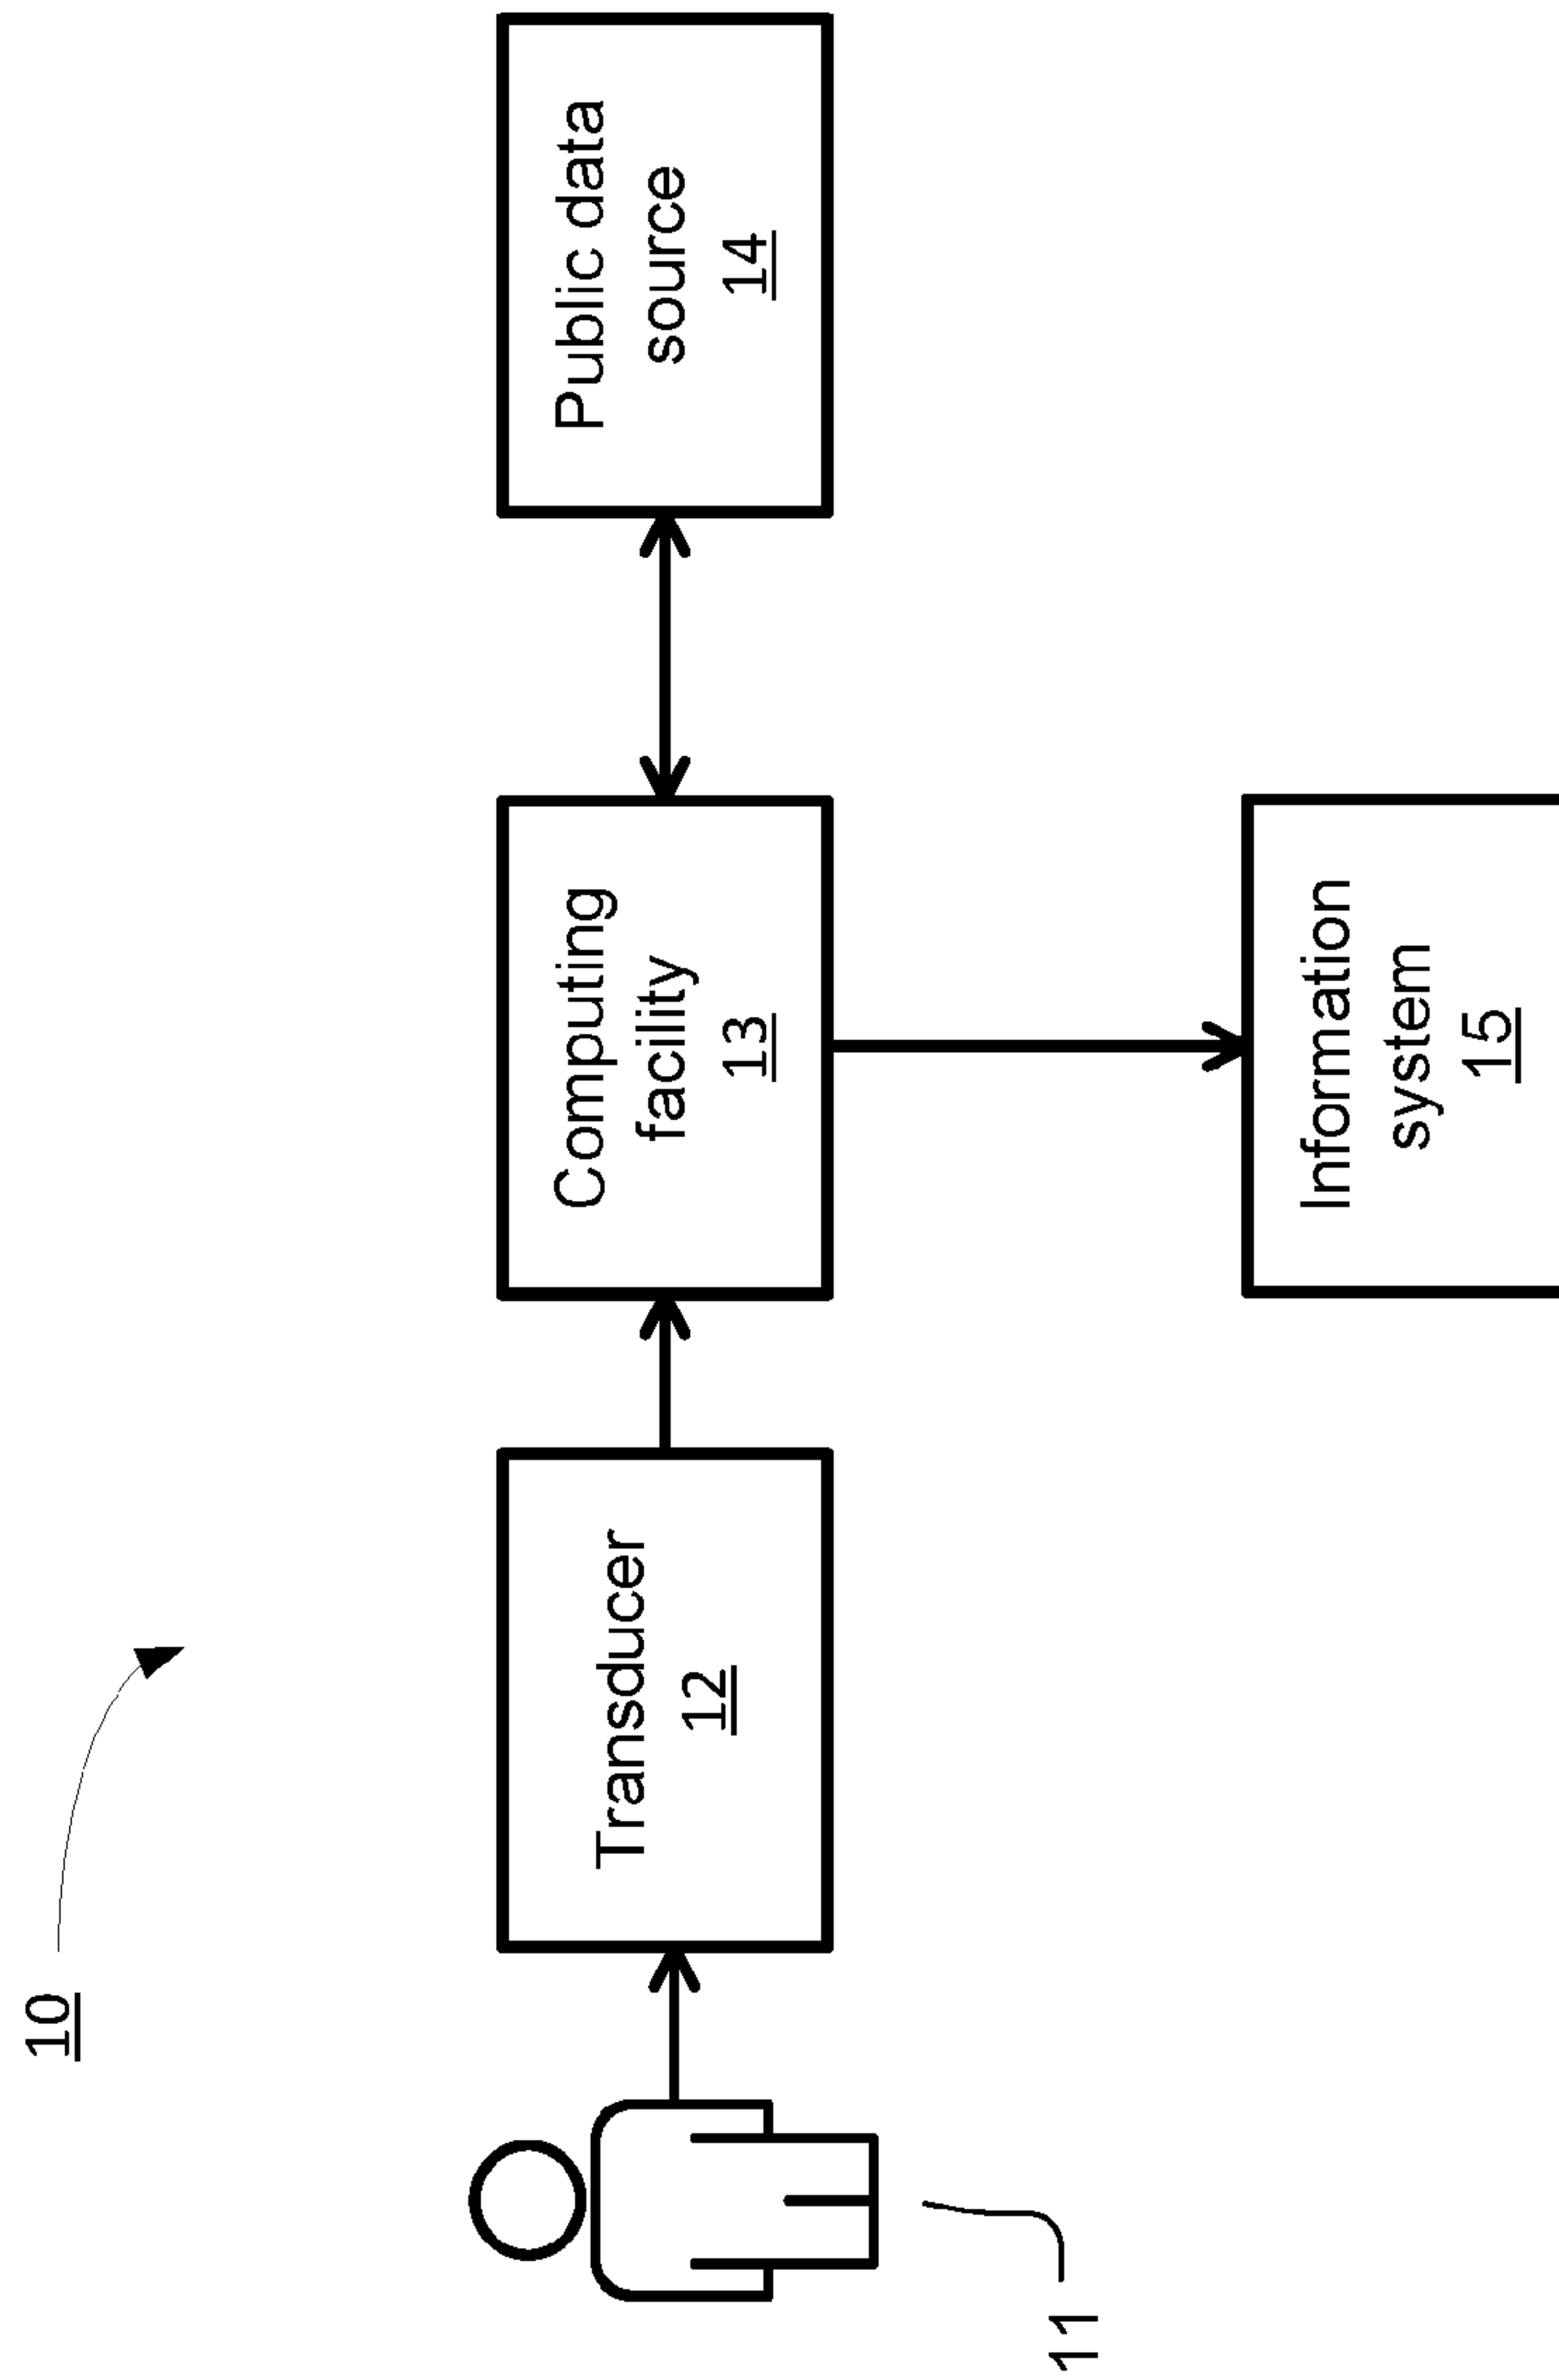 10
11
Transducer
12
Computing
facility
13
Public data
source
14
Information
system
15